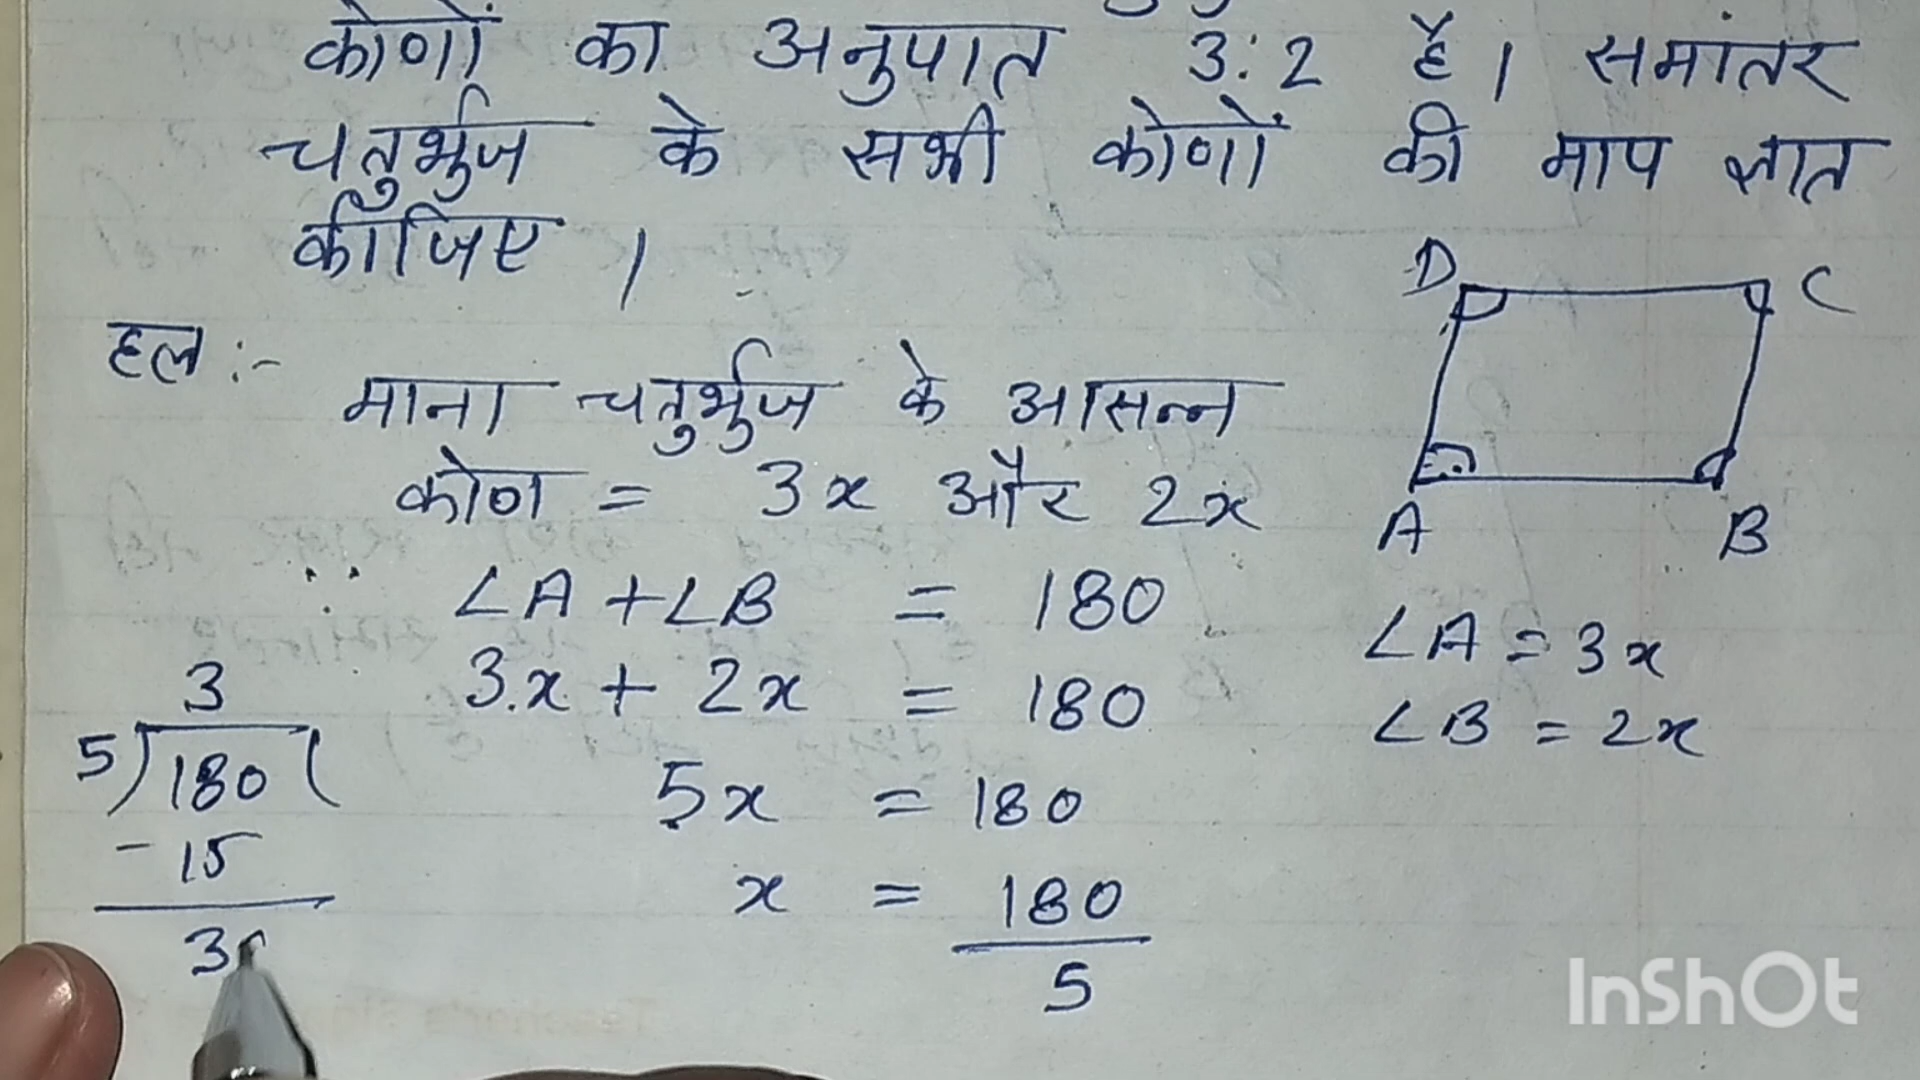 कोणों का अनुपात 3:2 है। समांतर
चतुर्भुज के सभी कोणों की माप ज्ञात
कीजिए।
D C
A B
हल :-
माना चतुर्भुज के आसन्न
कोण = 3x और 2x
∵ ∠A + ∠B = 180
3x + 2x = 180
5x = 180
x = 180
5
∠A = 3x
∠B = 2x
3
5)180(
-15
InShOt